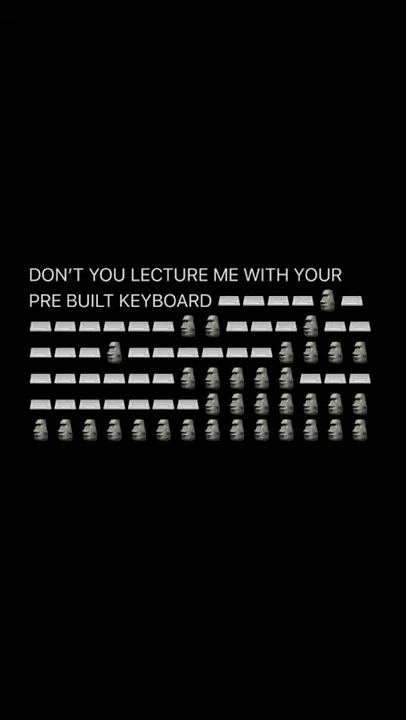 DON'T YOU LECTURE ME WITH YOUR
PRE BUILT KEYBOARD ⌨️⌨️⌨️⌨️🗿⌨️
⌨️⌨️⌨️⌨️⌨️⌨️🗿🗿⌨️⌨️⌨️🗿⌨️⌨️
⌨️⌨️⌨️🗿⌨️⌨️⌨️⌨️⌨️⌨️🗿🗿🗿🗿
⌨️⌨️⌨️⌨️⌨️⌨️🗿🗿🗿🗿🗿⌨️⌨️⌨️
⌨️⌨️⌨️⌨️⌨️⌨️⌨️🗿🗿🗿🗿🗿🗿🗿
🗿🗿🗿🗿🗿🗿🗿🗿🗿🗿🗿🗿🗿🗿